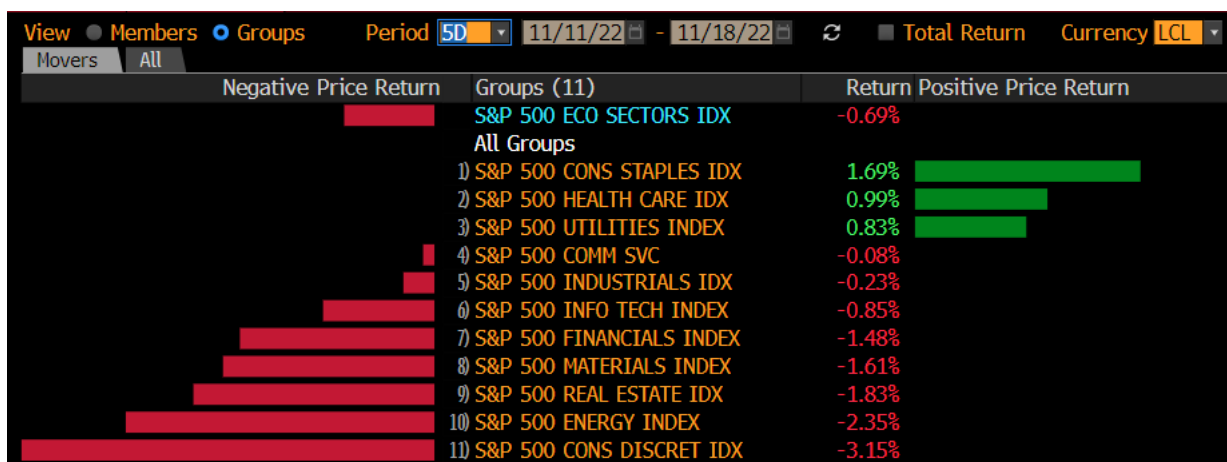 View Members Groups Period 5D 11/11/22 - 11/18/22 Total Return Currency LCL
Movers All
Negative Price Return Groups (11) Return Positive Price Return
S&P 500 ECO SECTORS IDX -0.69%
All Groups
1) S&P 500 CONS STAPLES IDX 1.69%
2) S&P 500 HEALTH CARE IDX 0.99%
3) S&P 500 UTILITIES INDEX 0.83%
4) S&P 500 COMM SVC -0.08%
5) S&P 500 INDUSTRIALS IDX -0.23%
6) S&P 500 INFO TECH INDEX -0.85%
7) S&P 500 FINANCIALS INDEX -1.48%
8) S&P 500 MATERIALS INDEX -1.61%
9) S&P 500 REAL ESTATE IDX -1.83%
10) S&P 500 ENERGY INDEX -2.35%
11) S&P 500 CONS DISCRET IDX -3.15%